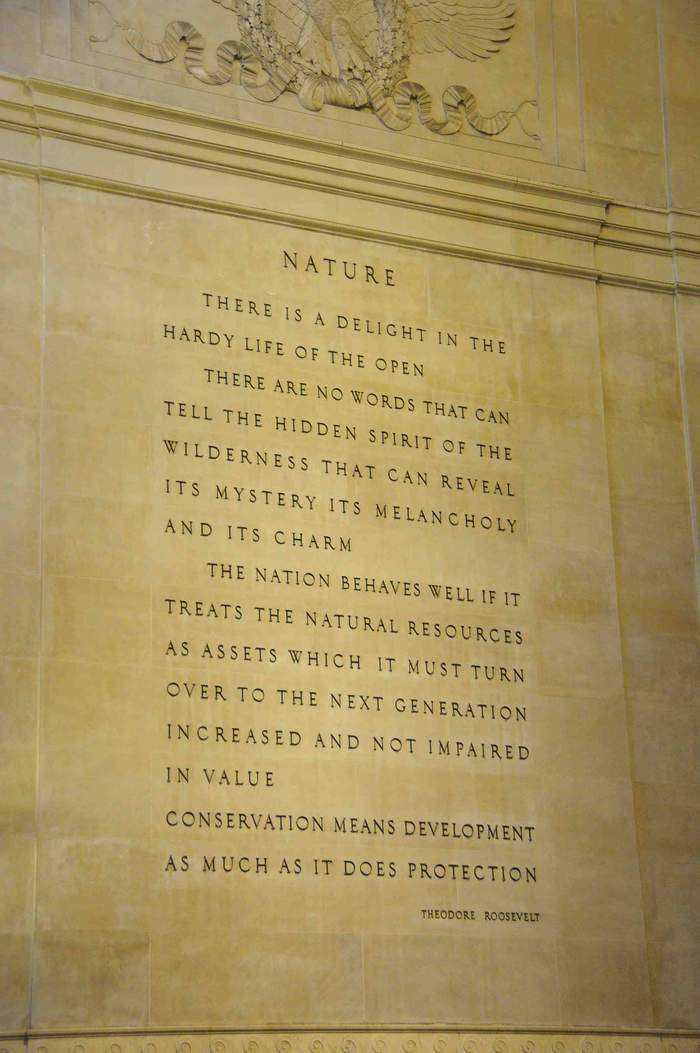 NATURE
THERE IS A DELIGHT IN THE
HARDY LIFE OF THE OPEN
THERE ARE NO WORDS THAT CAN
TELL THE HIDDEN SPIRIT OF THE
WILDERNESS THAT CAN REVEAL
ITS MYSTERY ITS MELANCHOLY
AND ITS CHARM
THE NATION BEHAVES WELL IF IT
TREATS THE NATURAL RESOURCES
AS ASSETS WHICH IT MUST TURN
OVER TO THE NEXT GENERATION
INCREASED AND NOT IMPAIRED
IN VALUE
CONSERVATION MEANS DEVELOPMENT
AS MUCH AS IT DOES PROTECTION
THEODORE ROOSEVELT